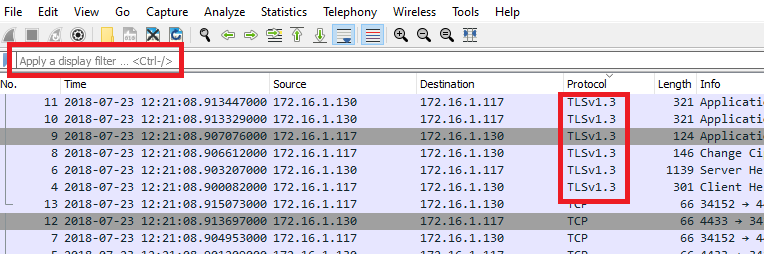 File Edit View Go Capture Analyze Statistics Telephony Wireless Tools Help
Apply a display filter ... <Ctrl-/>
No. Time Source Destination Protocol Length Info
11 2018-07-23 12:21:08.913447000 172.16.1.130 172.16.1.117 TLSv1.3 321 Application
10 2018-07-23 12:21:08.913329000 172.16.1.130 172.16.1.117 TLSv1.3 321 Application
9 2018-07-23 12:21:08.907076000 172.16.1.117 172.16.1.130 TLSv1.3 124 Application
8 2018-07-23 12:21:08.906612000 172.16.1.117 172.16.1.130 TLSv1.3 146 Change Ci
6 2018-07-23 12:21:08.903207000 172.16.1.130 172.16.1.117 TLSv1.3 1139 Server He
4 2018-07-23 12:21:08.900082000 172.16.1.117 172.16.1.130 TLSv1.3 301 Client He
13 2018-07-23 12:21:08.915073000 172.16.1.117 172.16.1.130 TCP 66 34152 → 4
12 2018-07-23 12:21:08.913697000 172.16.1.130 172.16.1.117 TCP 66 4433 → 34
7 2018-07-23 12:21:08.904953000 172.16.1.117 172.16.1.130 TCP 66 34152 → 4